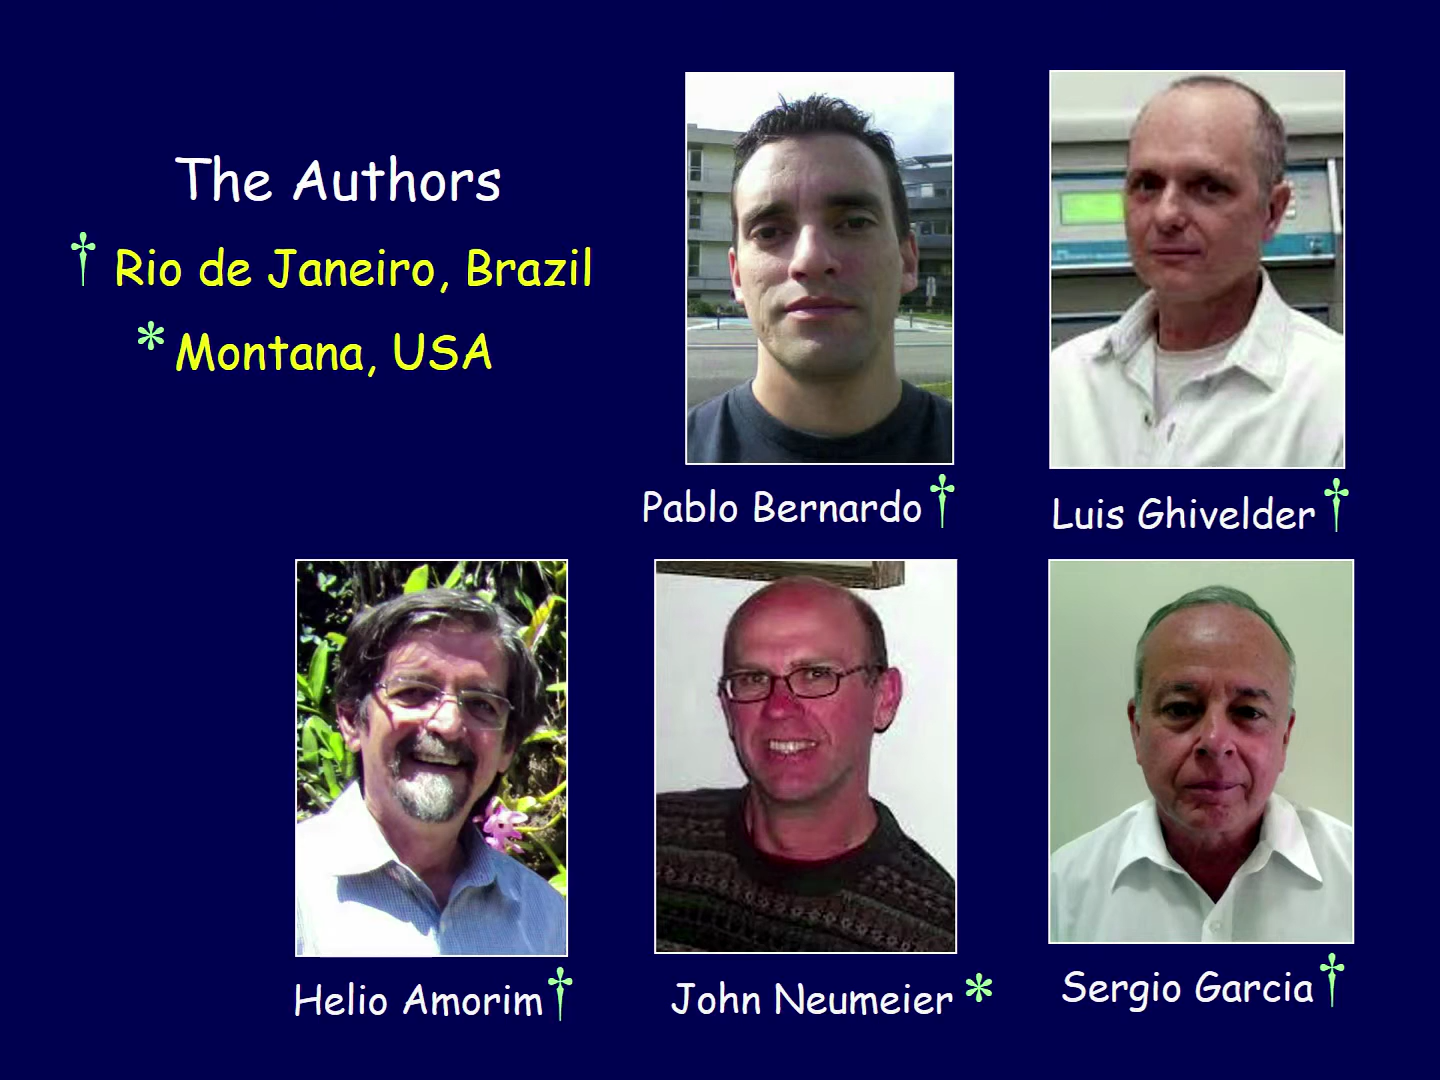 The Authors
† Rio de Janeiro, Brazil
* Montana, USA
Pablo Bernardo †
Luis Ghivelder †
Helio Amorim †
John Neumeier *
Sergio Garcia †